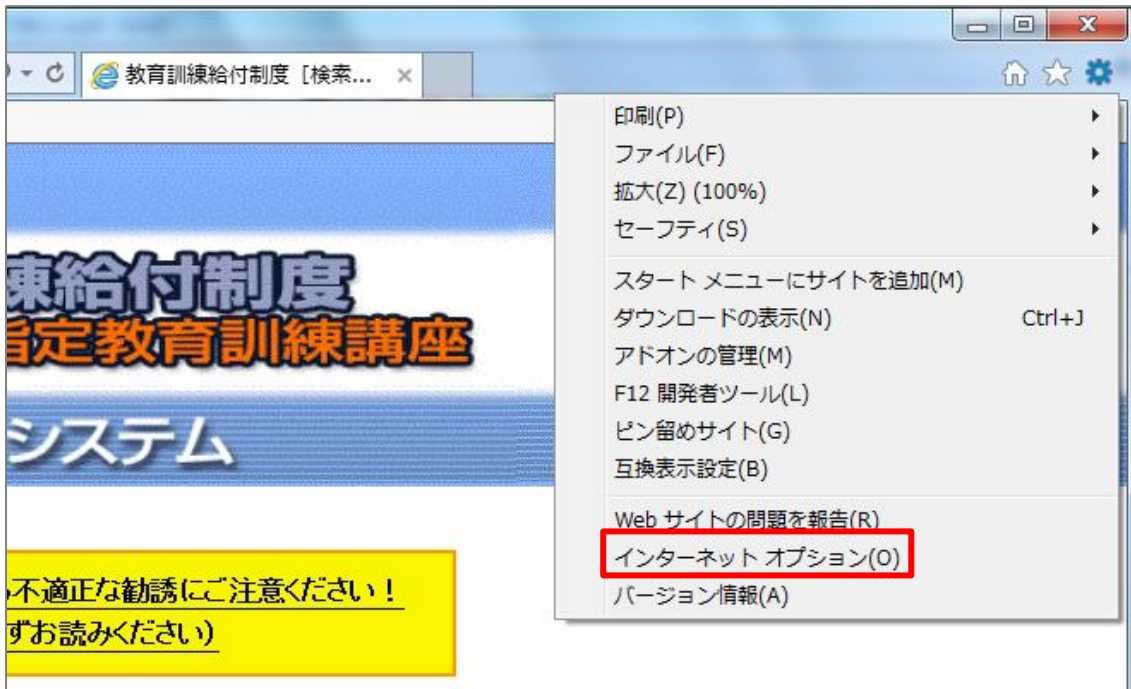 教育訓練給付制度 [検索...
印刷(P)
ファイル(F)
拡大(Z) (100%)
セーフティ(S)
スタート メニューにサイトを追加(M)
ダウンロードの表示(N) Ctrl+J
アドオンの管理(M)
F12 開発者ツール(L)
ピン留めサイト(G)
互換表示設定(B)
Web サイトの問題を報告(R)
インターネット オプション(O)
バージョン情報(A)
練給付制度
指定教育訓練講座
システム
不適正な勧誘にご注意ください!
ずお読みください)